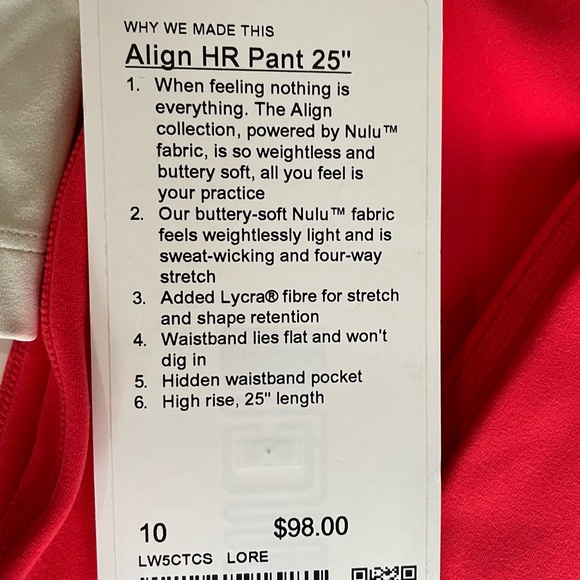 WHY WE MADE THIS
Align HR Pant 25"
1. When feeling nothing is
everything. The Align
collection, powered by Nulu™
fabric, is so weightless and
buttery soft, all you feel is
your practice
2. Our buttery-soft Nulu™ fabric
feels weightlessly light and is
sweat-wicking and four-way
stretch
3. Added Lycra® fibre for stretch
and shape retention
4. Waistband lies flat and won't
dig in
5. Hidden waistband pocket
6. High rise, 25" length
10 $98.00
LW5CTCS LORE